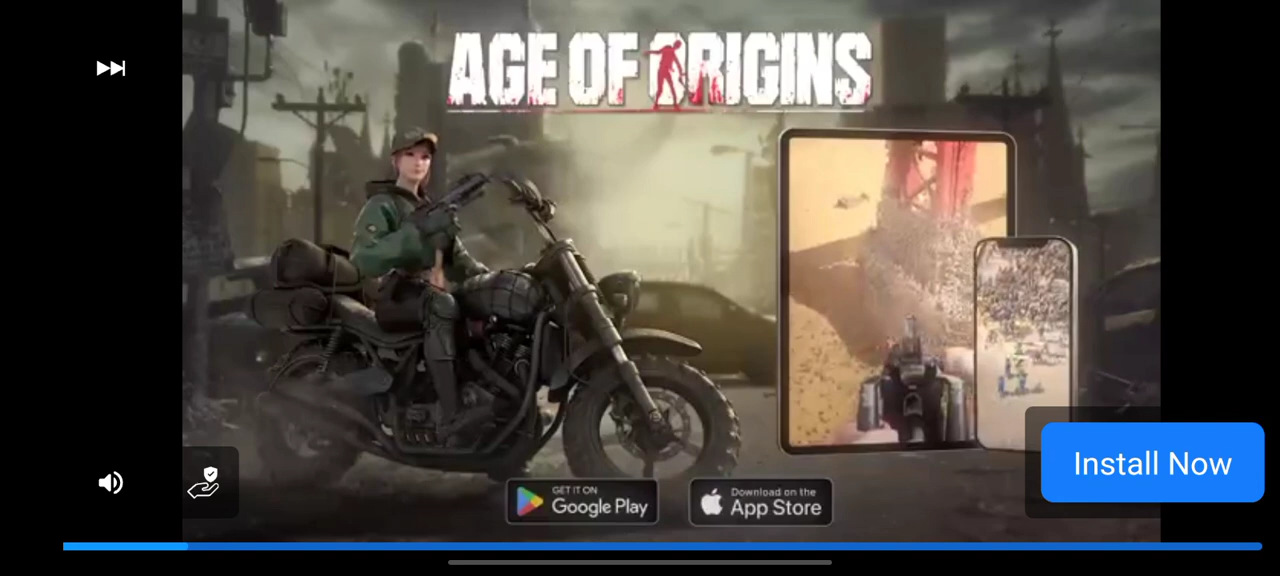 AGE OF ORIGINS
GET IT ON
Google Play
Download on the
App Store
Install Now